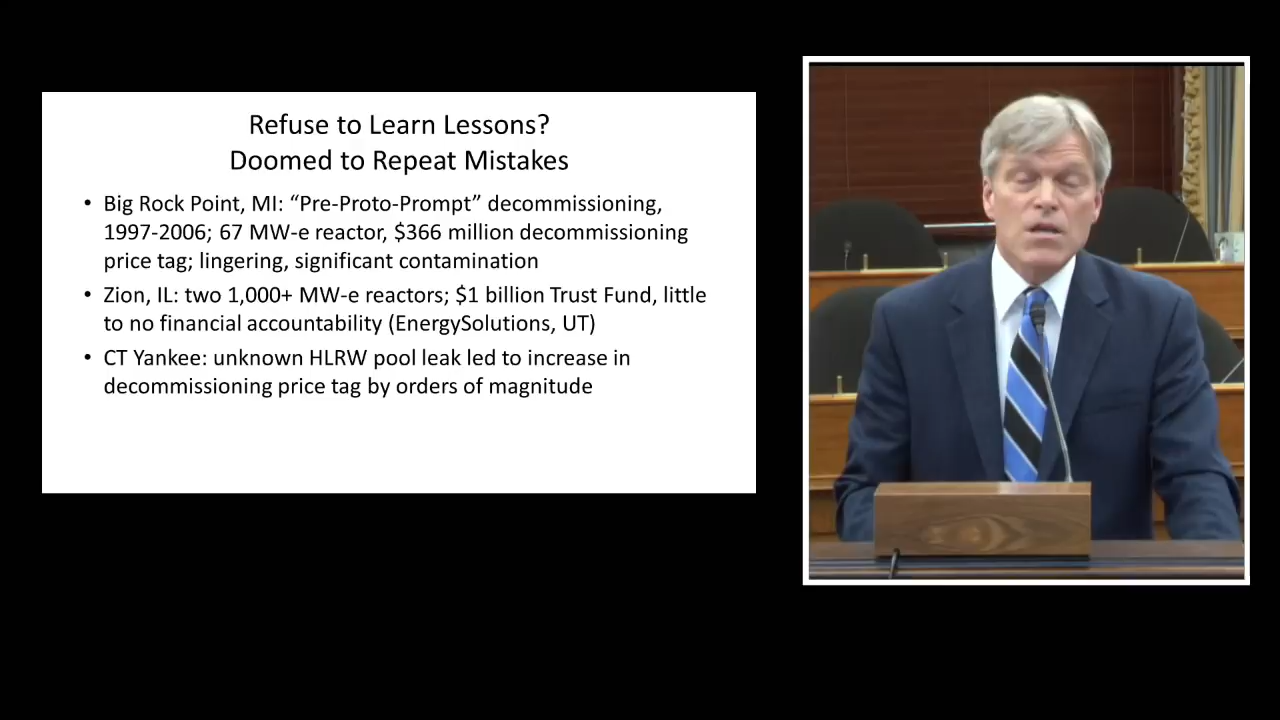 Refuse to Learn Lessons?
Doomed to Repeat Mistakes
• Big Rock Point, MI: “Pre-Proto-Prompt” decommissioning,
1997-2006; 67 MW-e reactor, $366 million decommissioning
price tag; lingering, significant contamination
• Zion, IL: two 1,000+ MW-e reactors; $1 billion Trust Fund, little
to no financial accountability (EnergySolutions, UT)
• CT Yankee: unknown HLRW pool leak led to increase in
decommissioning price tag by orders of magnitude